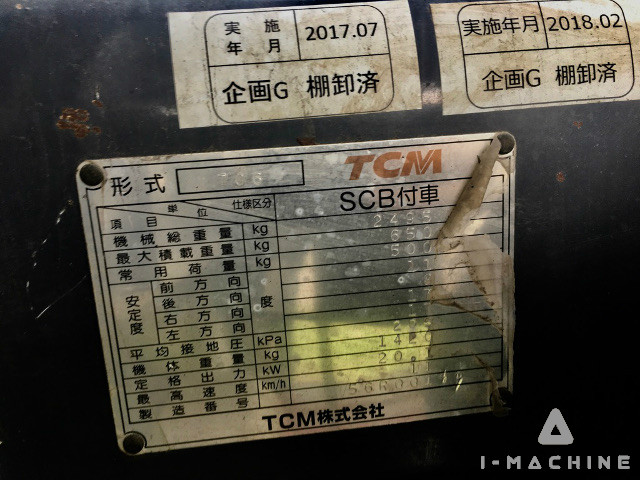 実施年月 2017.07
企画G 棚卸済
実施年月 2018.02
企画G 棚卸済
形式
TCM
SCB付車
項目 単位 仕様区分
機械総重量 kg
最大積載重量 kg 650
常用荷重 kg 500
安定度 前方向 度
後方向
右方向
左方向
平均接地圧 kPa
機体重量 kg
定格出力 kW
最高速度 km/h
製造番号
TCM株式会社
I-MACHINE